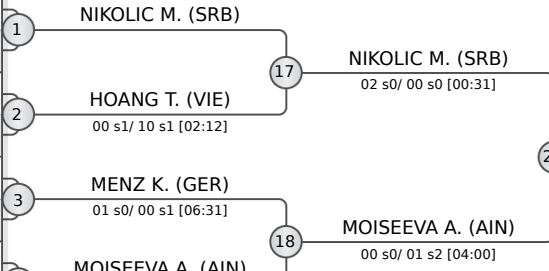 NIKOLIC M. (SRB)
1
17
NIKOLIC M. (SRB)
02 s0/ 00 s0 [00:31]
HOANG T. (VIE)
2
00 s1/ 10 s1 [02:12]
MENZ K. (GER)
3
01 s0/ 00 s1 [06:31]
18
MOISEEVA A. (AIN)
00 s0/ 01 s2 [04:00]
MOISEEVA A. (AIN)